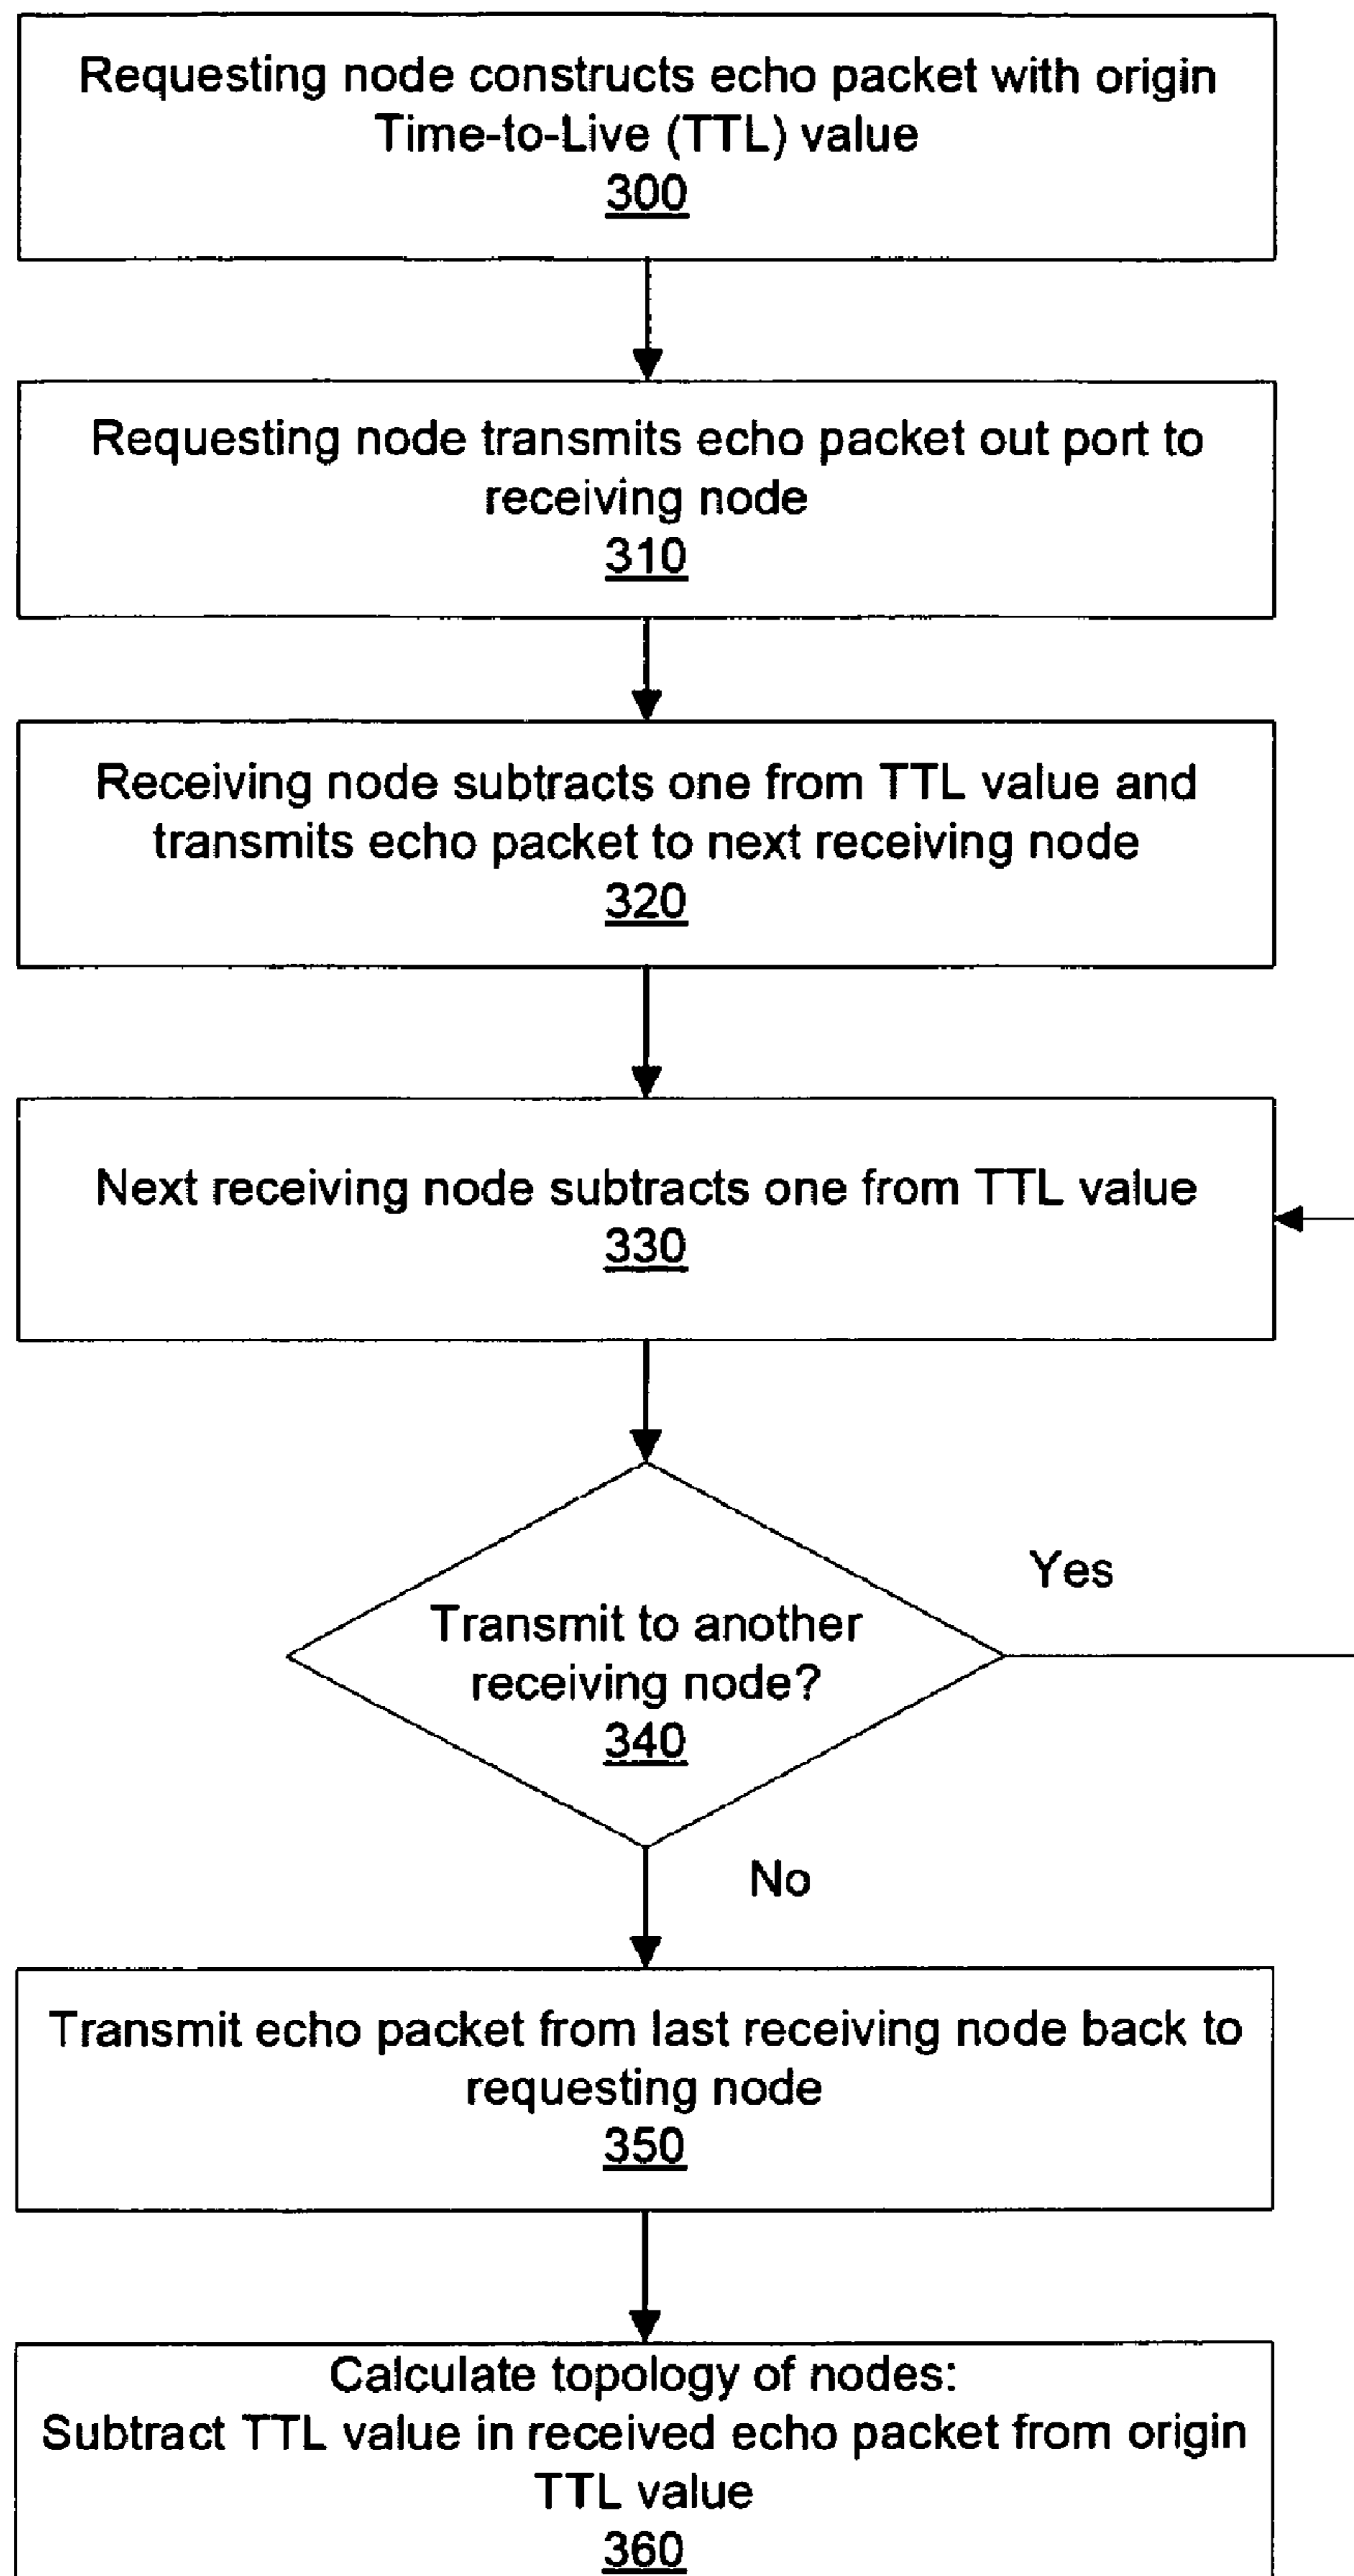 Requesting node constructs echo packet with origin
Time-to-Live (TTL) value
300
Requesting node transmits echo packet out port to
receiving node
310
Receiving node subtracts one from TTL value and
transmits echo packet to next receiving node
320
Next receiving node subtracts one from TTL value
330
Yes
Transmit to another
receiving node?
340
No
Transmit echo packet from last receiving node back to
requesting node
350
Calculate topology of nodes:
Subtract TTL value in received echo packet from origin
TTL value
360